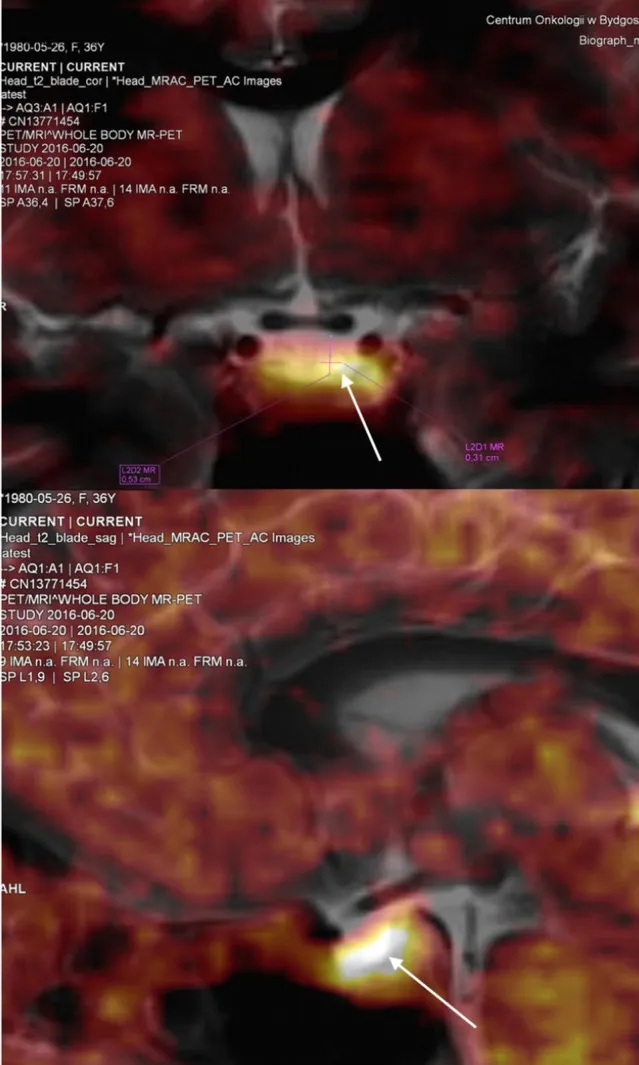 Centrum Onkologii w Bydgos
Biograph_m
*1980-05-26, F, 36Y
CURRENT | CURRENT
Head_t2_blade_cor | *Head_MRAC_PET_AC Images
atest
--> AQ3:A1 | AQ1:F1
# CN13771454
PET/MRI^WHOLE BODY MR-PET
STUDY 2016-06-20
2016-06-20 | 2016-06-20
17:57:31 | 17:49:57
11 IMA n.a. FRM n.a. | 14 IMA n.a. FRM n.a.
SP A36,4 | SP A37,6
R
L2D1 MR
0,31 cm
L2D2 MR
0,53 cm
*1980-05-26, F, 36Y
CURRENT | CURRENT
Head_t2_blade_sag | *Head_MRAC_PET_AC Images
atest
--> AQ1:A1 | AQ1:F1
# CN13771454
PET/MRI^WHOLE BODY MR-PET
STUDY 2016-06-20
2016-06-20 | 2016-06-20
17:53:23 | 17:49:57
9 IMA n.a. FRM n.a. | 14 IMA n.a. FRM n.a.
SP L1,9 | SP L2,6
AHL